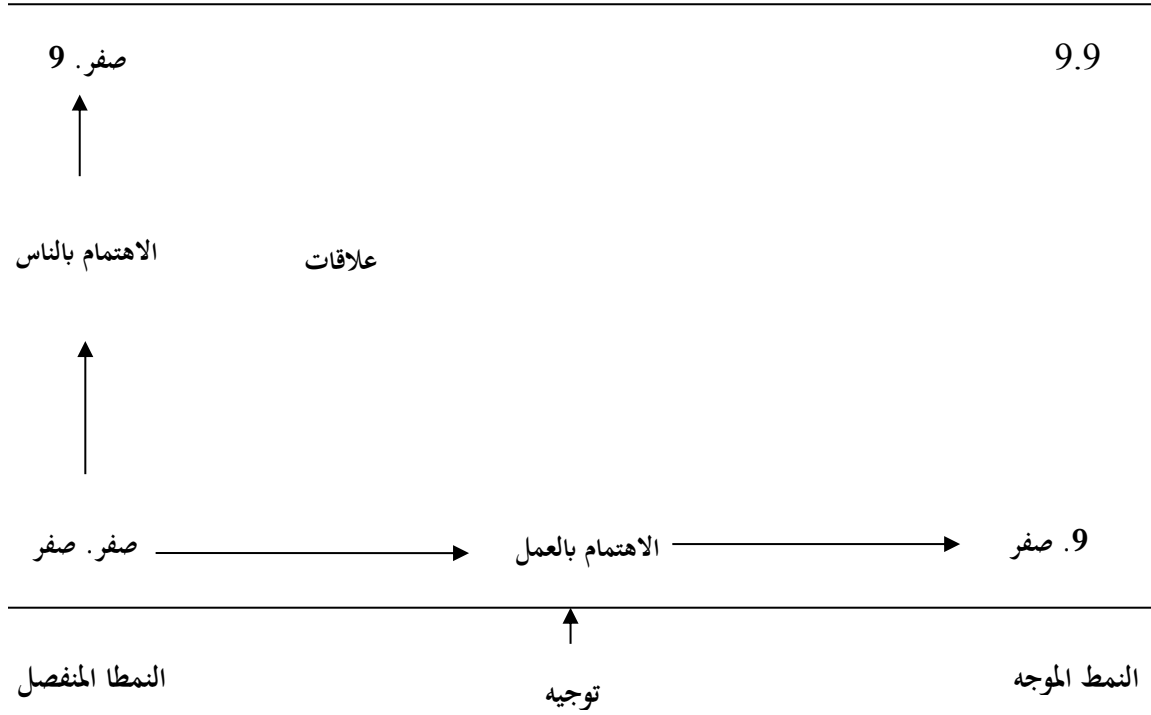 صفر. 9
9.9
الاهتمام بالناس
علاقات
صفر. صفر
الاهتمام بالعمل
9. صفر
النمطا المنفصل
توجيه
النمط الموجه